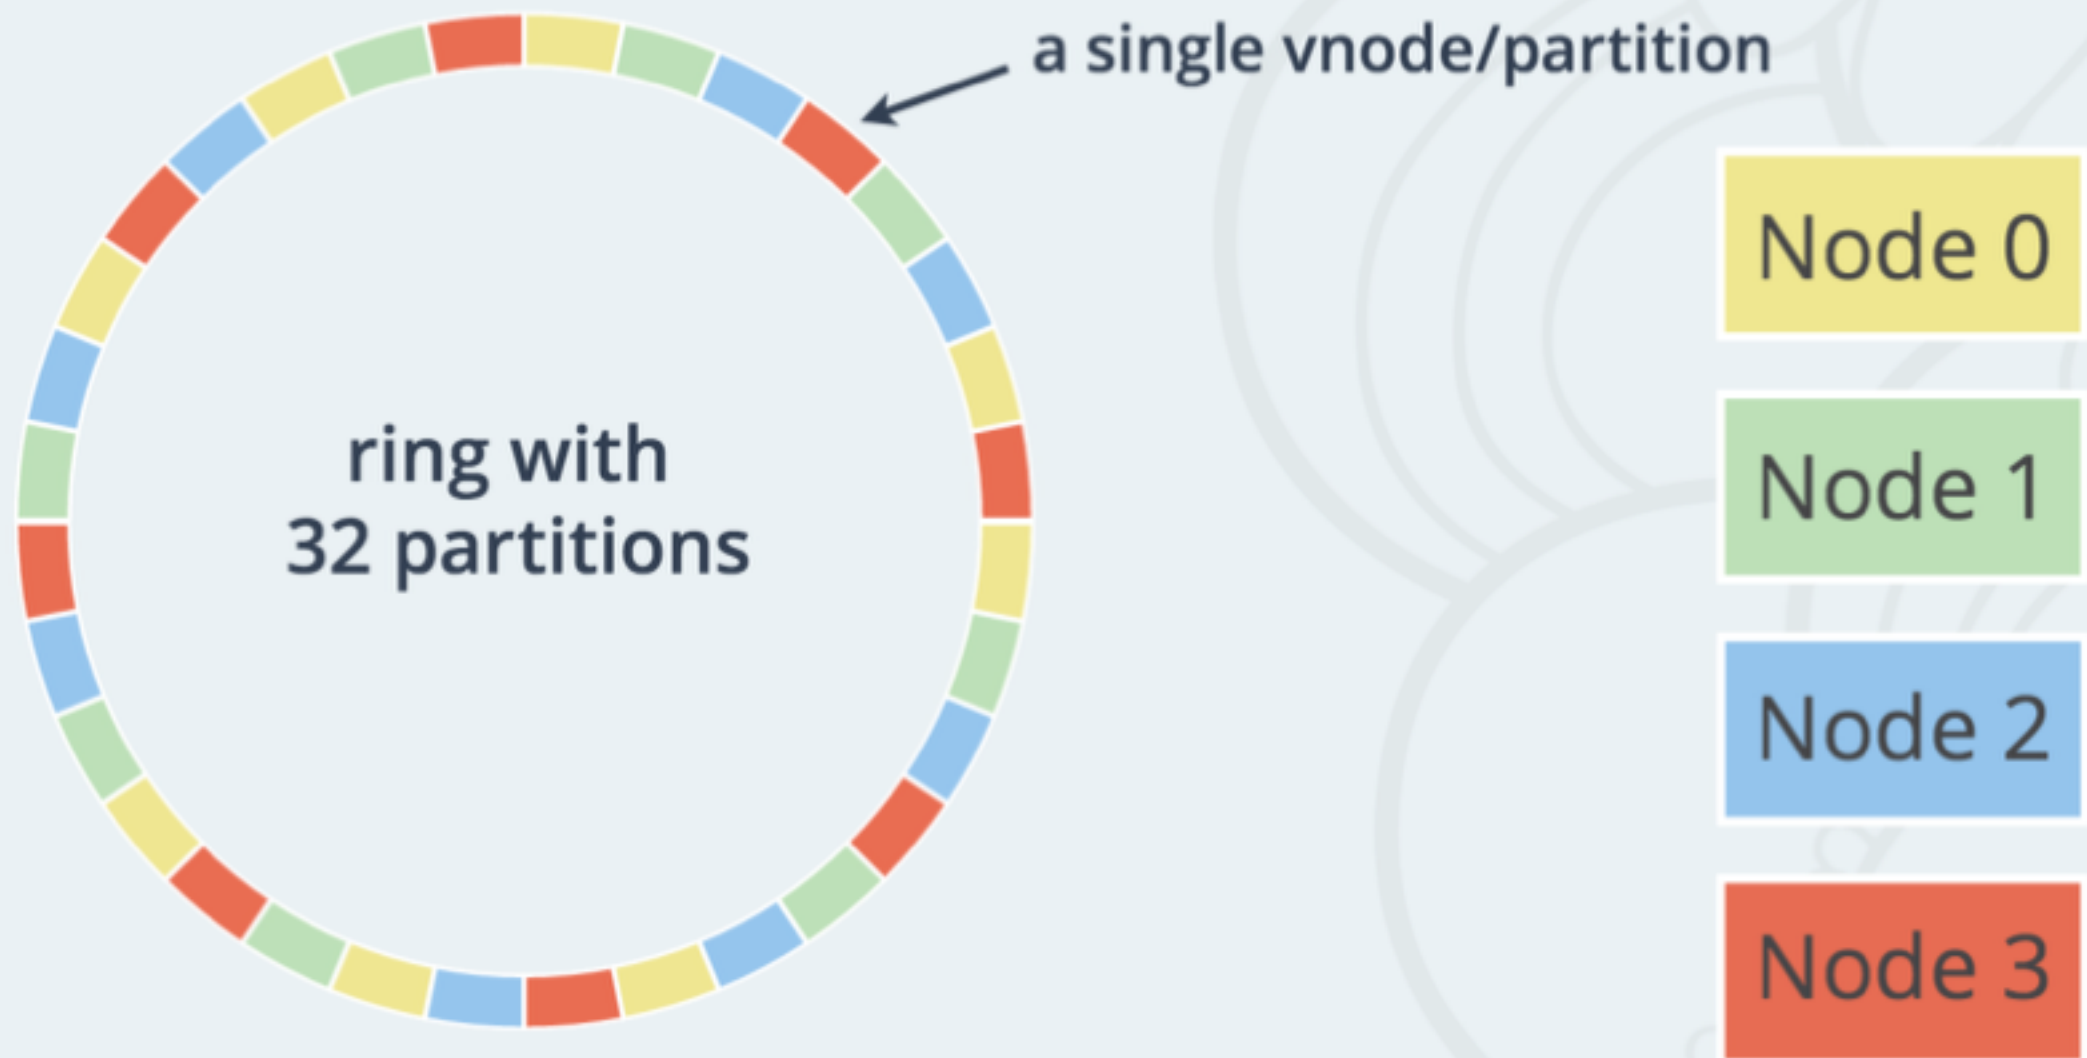 a single vnode/partition
ring with
32 partitions
Node 0
Node 1
Node 2
Node 3